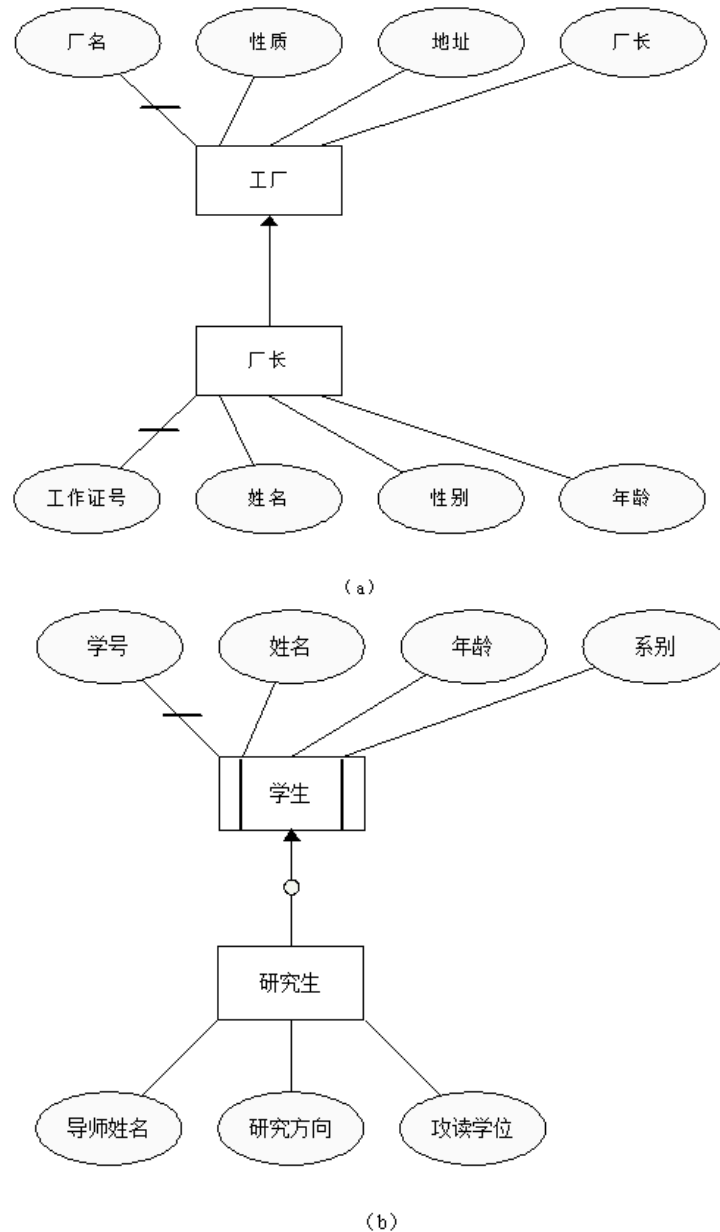 厂名 性质 地址 厂长
工厂
厂长
工作证号 姓名 性别 年龄
（a）
学号 姓名 年龄 系别
学生
研究生
导师姓名 研究方向 攻读学位
（b）